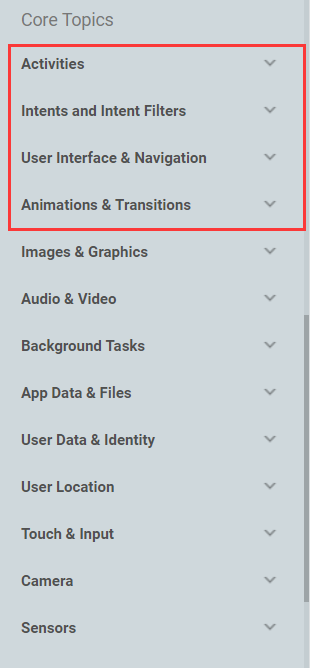 Core Topics
Activities
Intents and Intent Filters
User Interface & Navigation
Animations & Transitions
Images & Graphics
Audio & Video
Background Tasks
App Data & Files
User Data & Identity
User Location
Touch & Input
Camera
Sensors